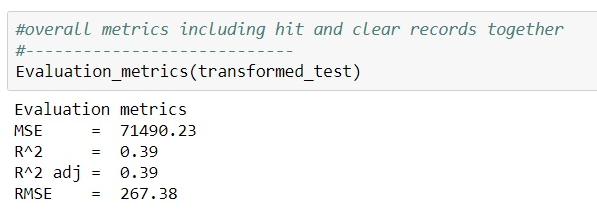 #overall metrics including hit and clear records together
#----------------------------
Evaluation_metrics(transformed_test)
Evaluation metrics
MSE     =  71490.23
R^2     =  0.39
R^2 adj =  0.39
RMSE    =  267.38